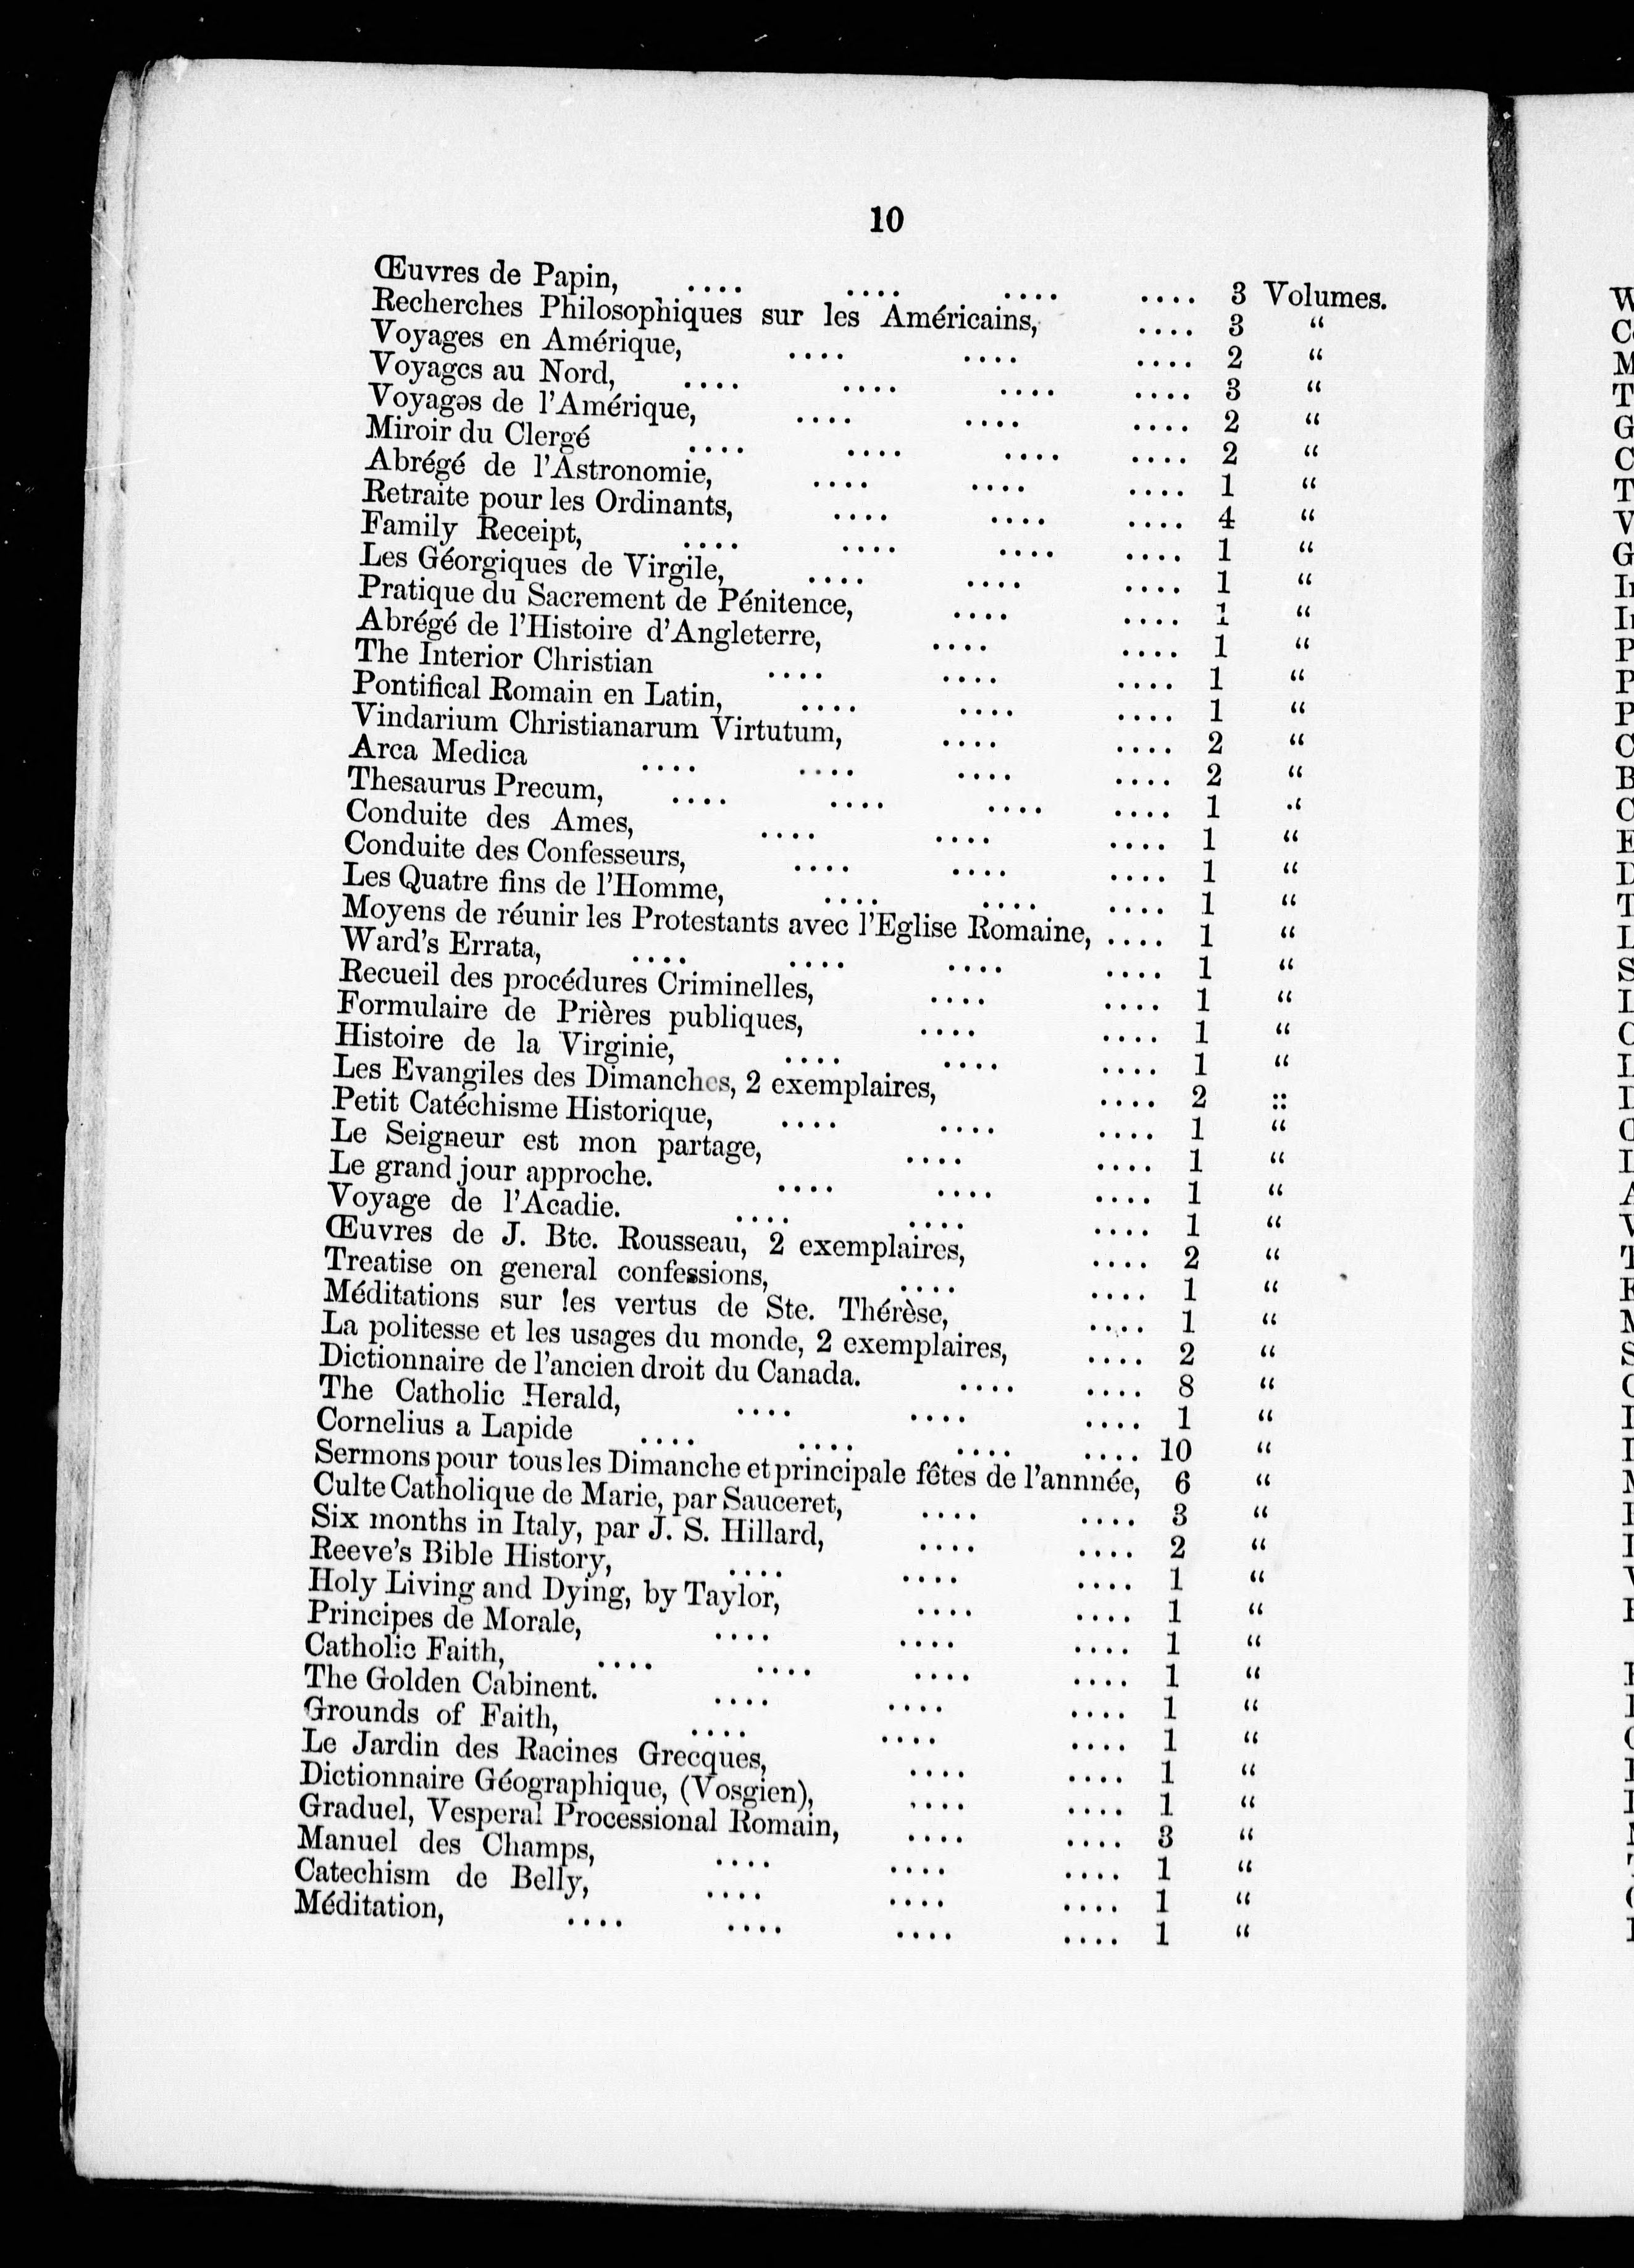 10
Œuvres de Papin, .... .... .... .... 3 Volumes.
Recherches Philosophiques sur les Américains, .... 3 "
Voyages en Amérique, .... .... .... 2 "
Voyages au Nord, .... .... .... .... 3 "
Voyages de l'Amérique, .... .... .... 2 "
Miroir du Clergé .... .... .... .... 2 "
Abrégé de l'Astronomie, .... .... .... 1 "
Retraite pour les Ordinants, .... .... .... 4 "
Family Receipt, .... .... .... .... 1 "
Les Géorgiques de Virgile, .... .... .... 1 "
Pratique du Sacrement de Pénitence, .... .... 1 "
Abrégé de l'Histoire d'Angleterre, .... .... 1 "
The Interior Christian .... .... .... 1 "
Pontifical Romain en Latin, .... .... .... 1 "
Vindarium Christianarum Virtutum, .... .... 2 "
Arca Medica .... .... .... .... 2 "
Thesaurus Precum, .... .... .... .... 1 "
Conduite des Ames, .... .... .... 1 "
Conduite des Confesseurs, .... .... .... 1 "
Les Quatre fins de l'Homme, .... .... .... 1 "
Moyens de réunir les Protestants avec l'Eglise Romaine, .... 1 "
Ward's Errata, .... .... .... .... 1 "
Recueil des procédures Criminelles, .... .... 1 "
Formulaire de Prières publiques, .... .... 1 "
Histoire de la Virginie, .... .... .... 1 "
Les Evangiles des Dimanches, 2 exemplaires, .... 2 ::
Petit Catéchisme Historique, .... .... .... 1 "
Le Seigneur est mon partage, .... .... 1 "
Le grand jour approche. .... .... .... 1 "
Voyage de l'Acadie. .... .... .... 1 "
Œuvres de J. Bte. Rousseau, 2 exemplaires, .... 2 "
Treatise on general confessions, .... .... 1 "
Méditations sur les vertus de Ste. Thérèse, .... 1 "
La politesse et les usages du monde, 2 exemplaires, .... 2 "
Dictionnaire de l'ancien droit du Canada. .... .... 8 "
The Catholic Herald, .... .... .... 1 "
Cornelius a Lapide .... .... .... .... 10 "
Sermons pour tous les Dimanche et principale fêtes de l'annnée, 6 "
Culte Catholique de Marie, par Sauceret, .... .... 3 "
Six months in Italy, par J. S. Hillard, .... .... 2 "
Reeve's Bible History, .... .... .... 1 "
Holy Living and Dying, by Taylor, .... .... 1 "
Principes de Morale, .... .... .... 1 "
Catholic Faith, .... .... .... .... 1 "
The Golden Cabinent. .... .... .... 1 "
Grounds of Faith, .... .... .... 1 "
Le Jardin des Racines Grecques, .... .... 1 "
Dictionnaire Géographique, (Vosgien), .... .... 1 "
Graduel, Vesperal Processional Romain, .... .... 3 "
Manuel des Champs, .... .... .... 1 "
Catechism de Belly, .... .... .... 1 "
Méditation, .... .... .... .... 1 "